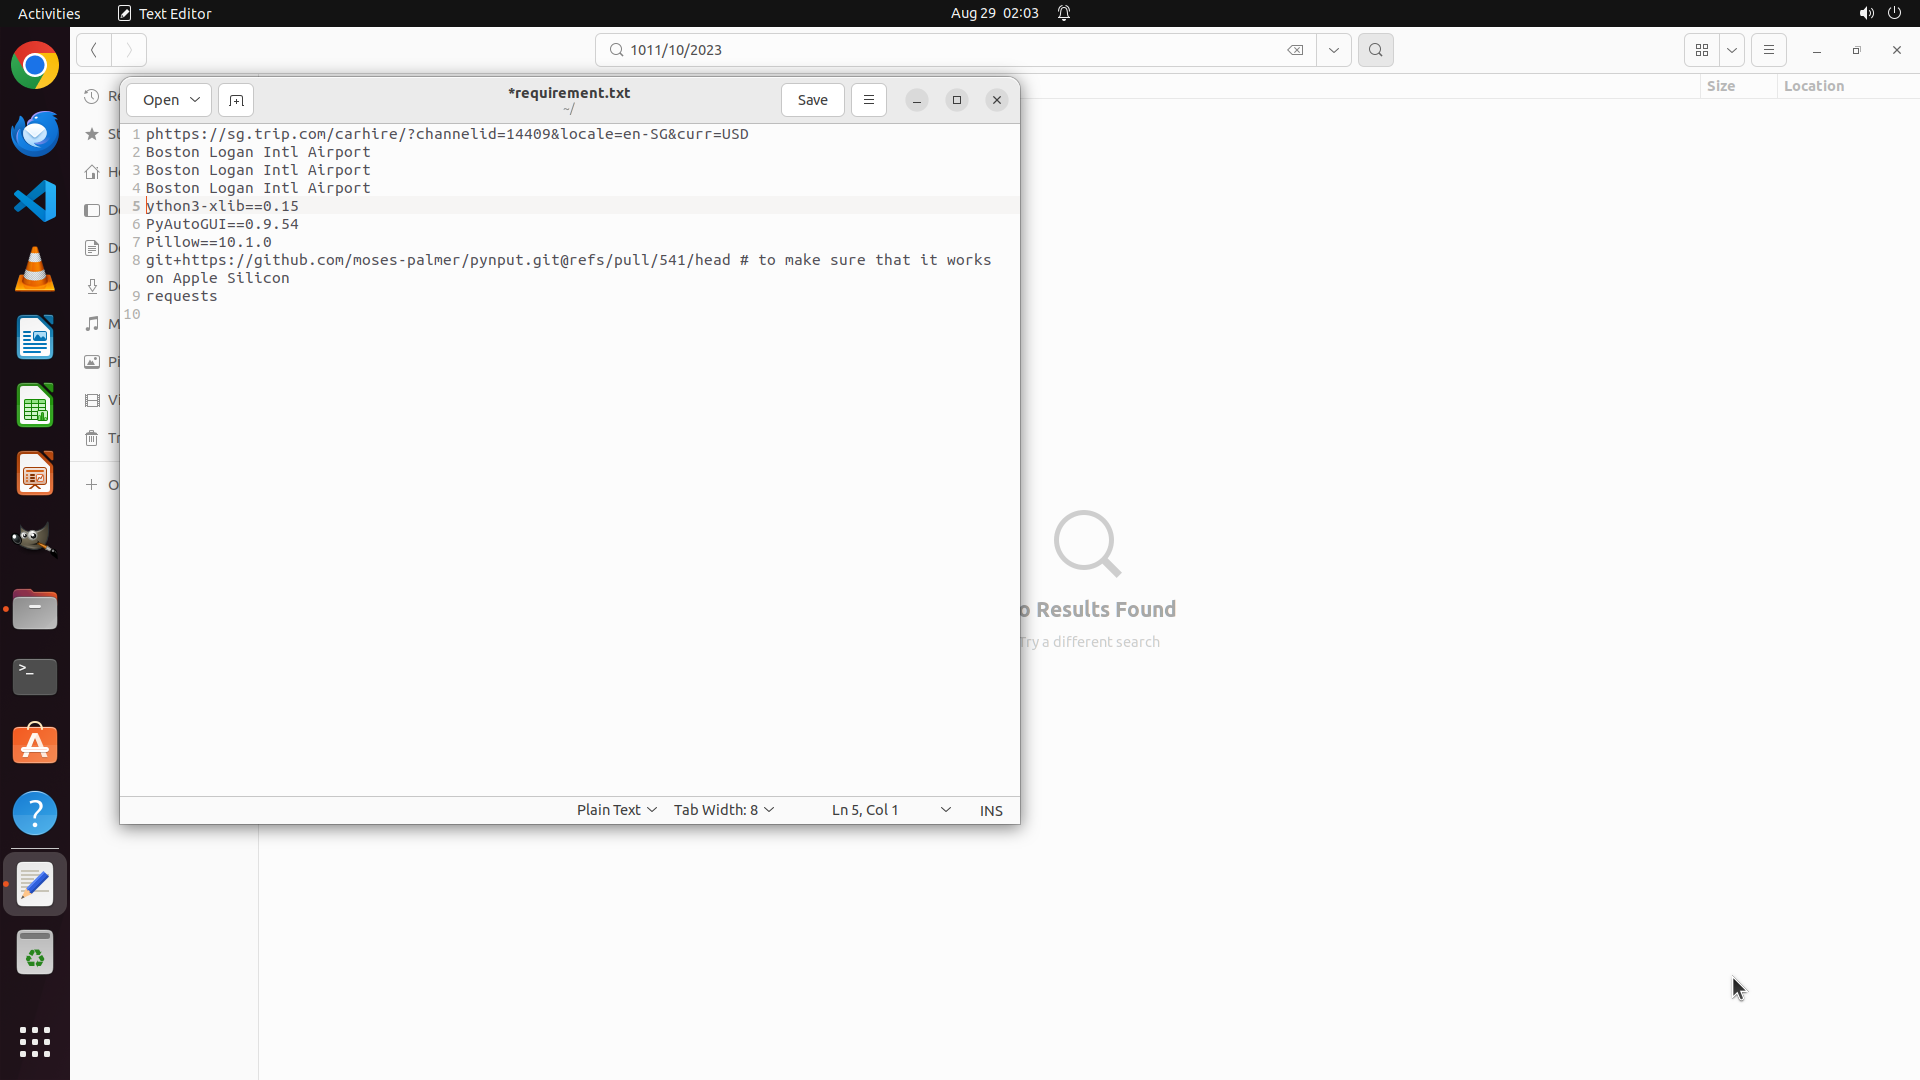 Activities
Text Editor
Aug 29 02:03
1011/10/2023
Size
Location
Open
*requirement.txt
~/
Save
1 phttps://sg.trip.com/carhire/?channelid=14409&locale=en-SG&curr=USD
2 Boston Logan Intl Airport
3 Boston Logan Intl Airport
4 Boston Logan Intl Airport
5 ython3-xlib==0.15
6 PyAutoGUI==0.9.54
7 Pillow==10.1.0
8 git+https://github.com/moses-palmer/pynput.git@refs/pull/541/head # to make sure that it works
on Apple Silicon
9 requests
10
o Results Found
Try a different search
Plain Text
Tab Width: 8
Ln 5, Col 1
INS